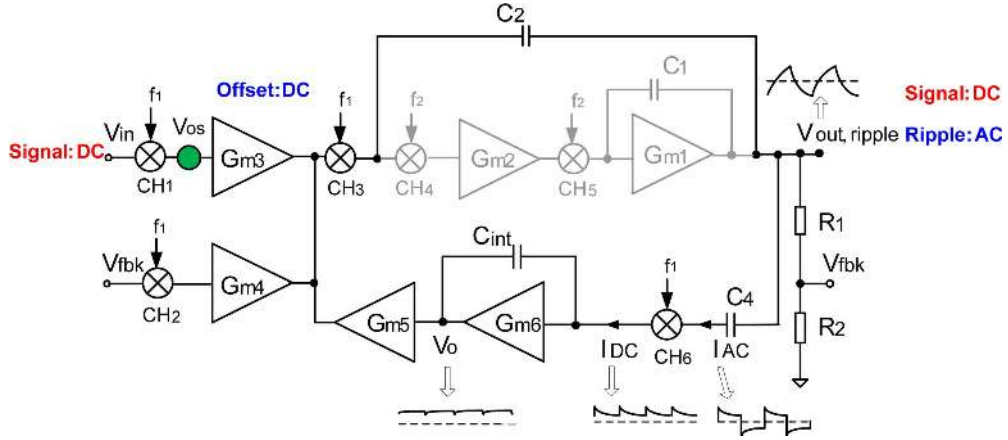 C2
f1
Offset:DC
f1
f2
f2
C1
Signal:DC
Vin
Vos
Signal:DC
Gm3
CH1
CH3
CH4
Gm2
CH5
Gm1
Vout, ripple
Ripple:AC
f1
Cint
f1
R1
Vfbk
CH2
Gm4
Gm5
Vo
Gm6
IDC
CH6
IAC
C4
Vfbk
R2